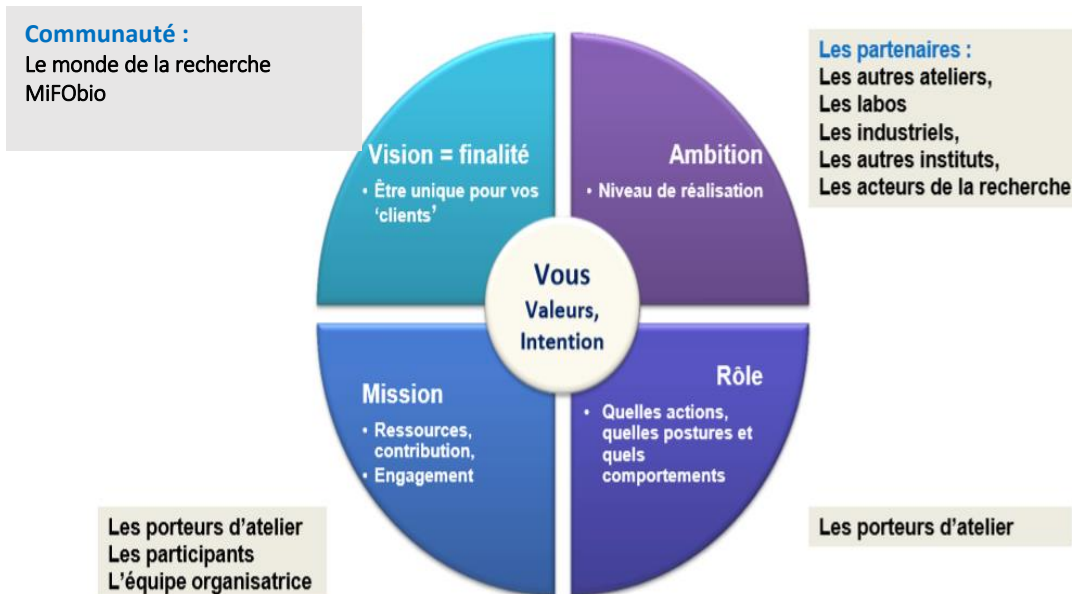 Communauté :
Le monde de la recherche
MiFObio
Vision = finalité
• Être unique pour vos
‘clients’
Ambition
• Niveau de réalisation
Les partenaires :
Les autres ateliers,
Les labos
Les industriels,
Les autres instituts,
Les acteurs de la recherche
Vous
Valeurs,
Intention
Mission
• Ressources,
contribution,
• Engagement
Rôle
• Quelles actions,
quelles postures et
quels
comportements
Les porteurs d’atelier
Les participants
L’équipe organisatrice
Les porteurs d’atelier